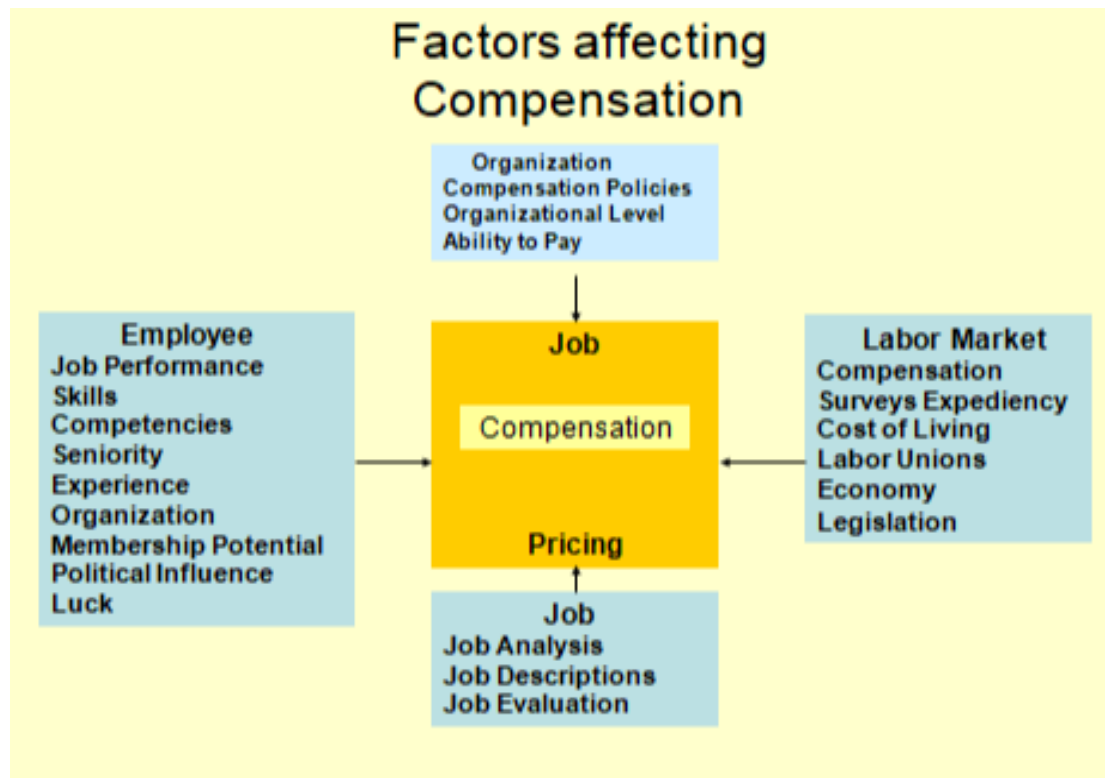 Factors affecting
Compensation
Organization
Compensation Policies
Organizational Level
Ability to Pay
Employee
Job Performance
Skills
Competencies
Seniority
Experience
Organization
Membership Potential
Political Influence
Luck
Job
Compensation
Pricing
Labor Market
Compensation
Surveys Expediency
Cost of Living
Labor Unions
Economy
Legislation
Job
Job Analysis
Job Descriptions
Job Evaluation